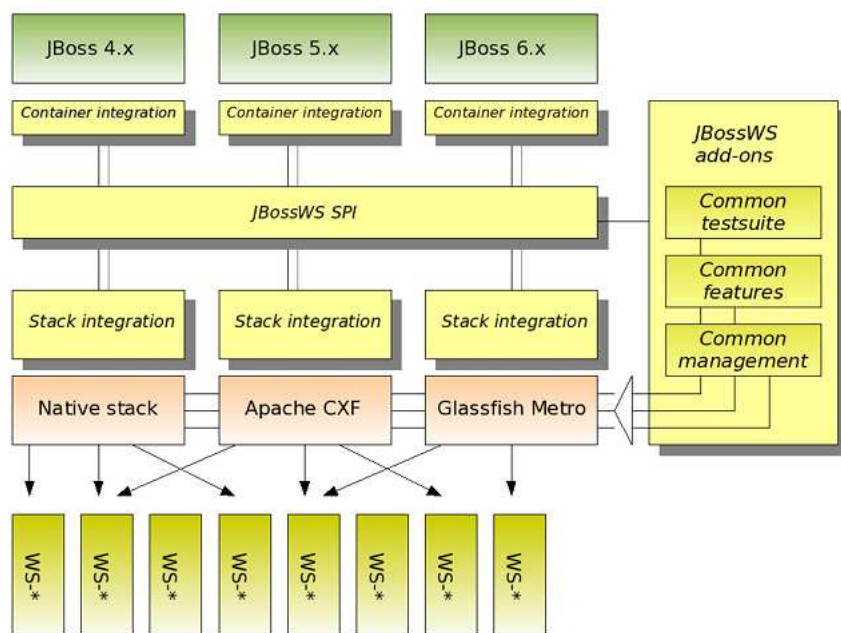 JBoss 4.x
JBoss 5.x
JBoss 6.x
Container integration
Container integration
Container integration
JBossWS
add-ons
JBossWS SPI
Common
testsuite
Common
features
Common
management
Stack integration
Stack integration
Stack integration
Native stack
Apache CXF
Glassfish Metro
WS-*
WS-*
WS-*
WS-*
WS-*
WS-*
WS-*
WS-*